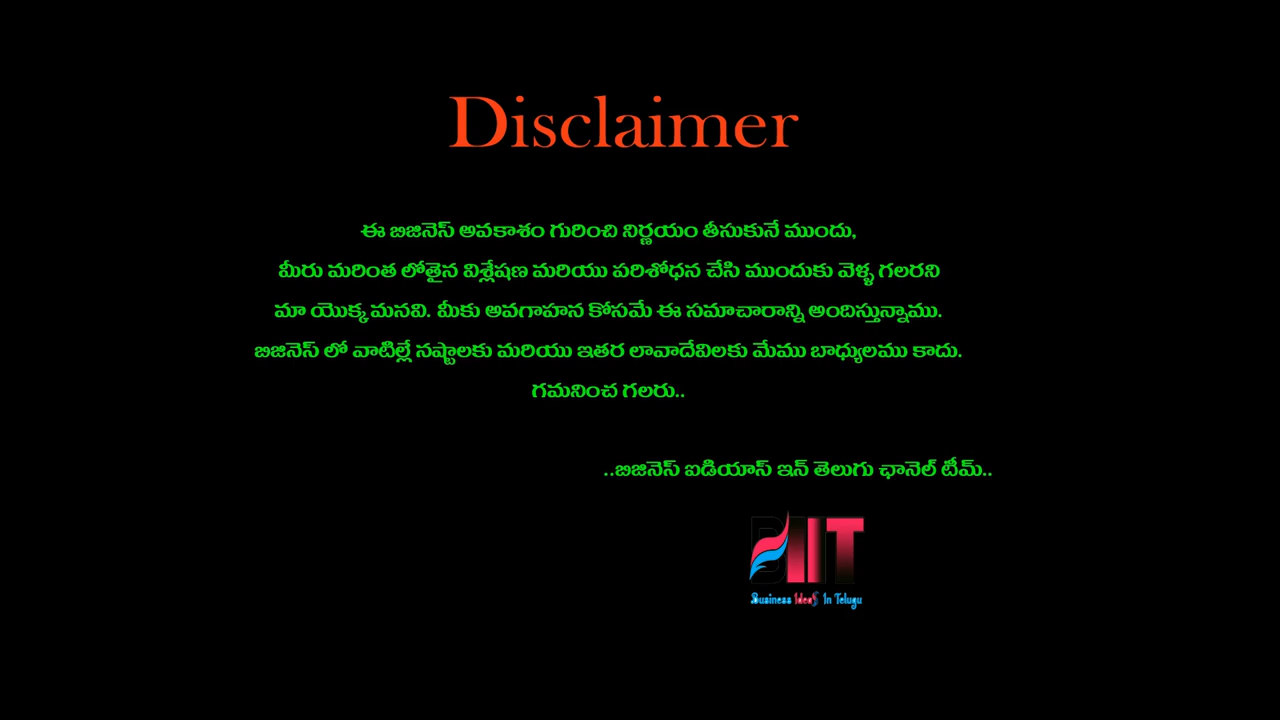 Disclaimer
ఈ బిజినెస్ అవకాశం గురించి నిర్ణయం తీసుకునే ముందు,
మీరు మరింత లోతైన విశ్లేషణ మరియు పరిశోధన చేసి ముందుకు వెళ్ళ గలరని
మా యొక్క మనవి. మీకు అవగాహన కోసమే ఈ సమాచారాన్ని అందిస్తున్నాము.
బిజినెస్ లో వాటిల్లే నష్టాలకు మరియు ఇతర లావాదేవిలకు మేము బాధ్యులము కాదు.
గమనించ గలరు..
..బిజినెస్ ఐడియాస్ ఇన్ తెలుగు ఛానెల్ టీమ్..
BIIT
Business IdeaS In Telugu